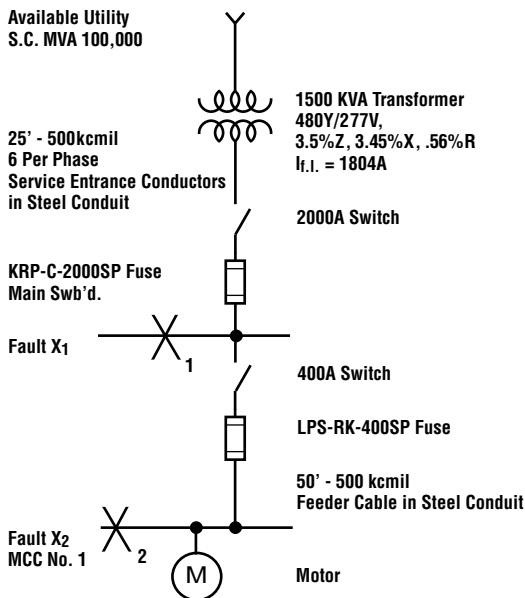 Available Utility
S.C. MVA 100,000
1500 KVA Transformer
480Y/277V,
3.5%Z, 3.45%X, .56%R
If.l. = 1804A
25' - 500kcmil
6 Per Phase
Service Entrance Conductors
in Steel Conduit
2000A Switch
KRP-C-2000SP Fuse
Main Swb'd.
Fault X1
1
400A Switch
LPS-RK-400SP Fuse
50' - 500 kcmil
Feeder Cable in Steel Conduit
Fault X2
MCC No. 1
2
M
Motor